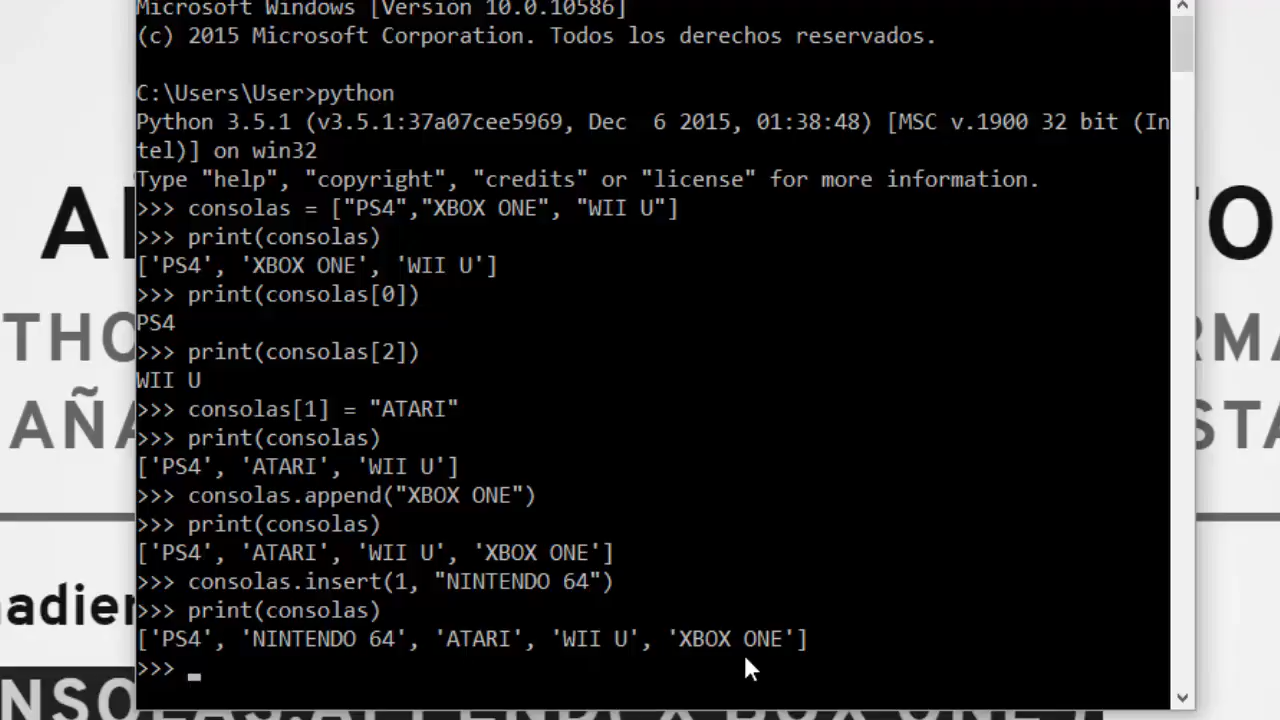 Microsoft Windows [Version 10.0.10586]
(c) 2015 Microsoft Corporation. Todos los derechos reservados.
C:\Users\User>python
Python 3.5.1 (v3.5.1:37a07cee5969, Dec  6 2015, 01:38:48) [MSC v.1900 32 bit (In
tel)] on win32
Type "help", "copyright", "credits" or "license" for more information.
>>> consolas = ["PS4","XBOX ONE", "WII U"]
>>> print(consolas)
['PS4', 'XBOX ONE', 'WII U']
>>> print(consolas[0])
PS4
>>> print(consolas[2])
WII U
>>> consolas[1] = "ATARI"
>>> print(consolas)
['PS4', 'ATARI', 'WII U']
>>> consolas.append("XBOX ONE")
>>> print(consolas)
['PS4', 'ATARI', 'WII U', 'XBOX ONE']
>>> consolas.insert(1, "NINTENDO 64")
>>> print(consolas)
['PS4', 'NINTENDO 64', 'ATARI', 'WII U', 'XBOX ONE']
>>>